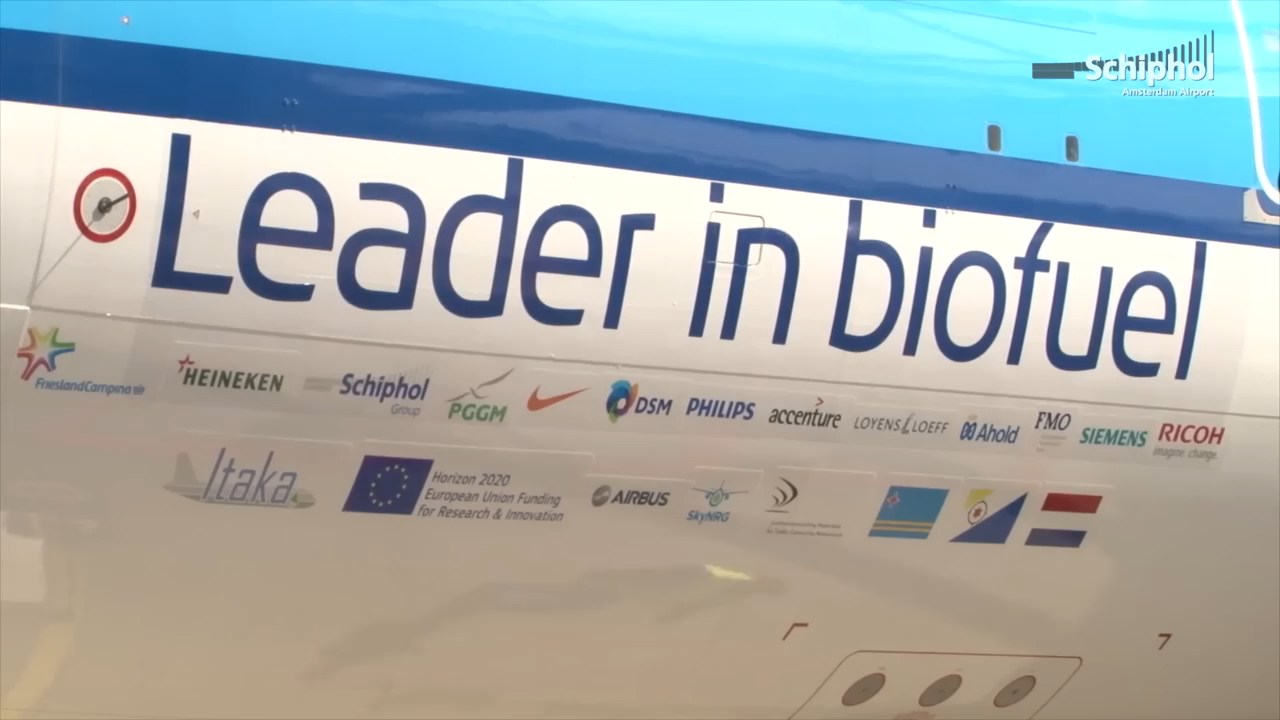 Schiphol
Amsterdam Airport
Leader in biofuel
FrieslandCampina
HEINEKEN
Schiphol
Group
PGGM
DSM
PHILIPS
accenture
LOYENS LOEFF
Ahold
FMO
SIEMENS
RICOH
imagine. change.
Itaka
Horizon 2020
European Union Funding
for Research & Innovation
AIRBUS
SkyNRG